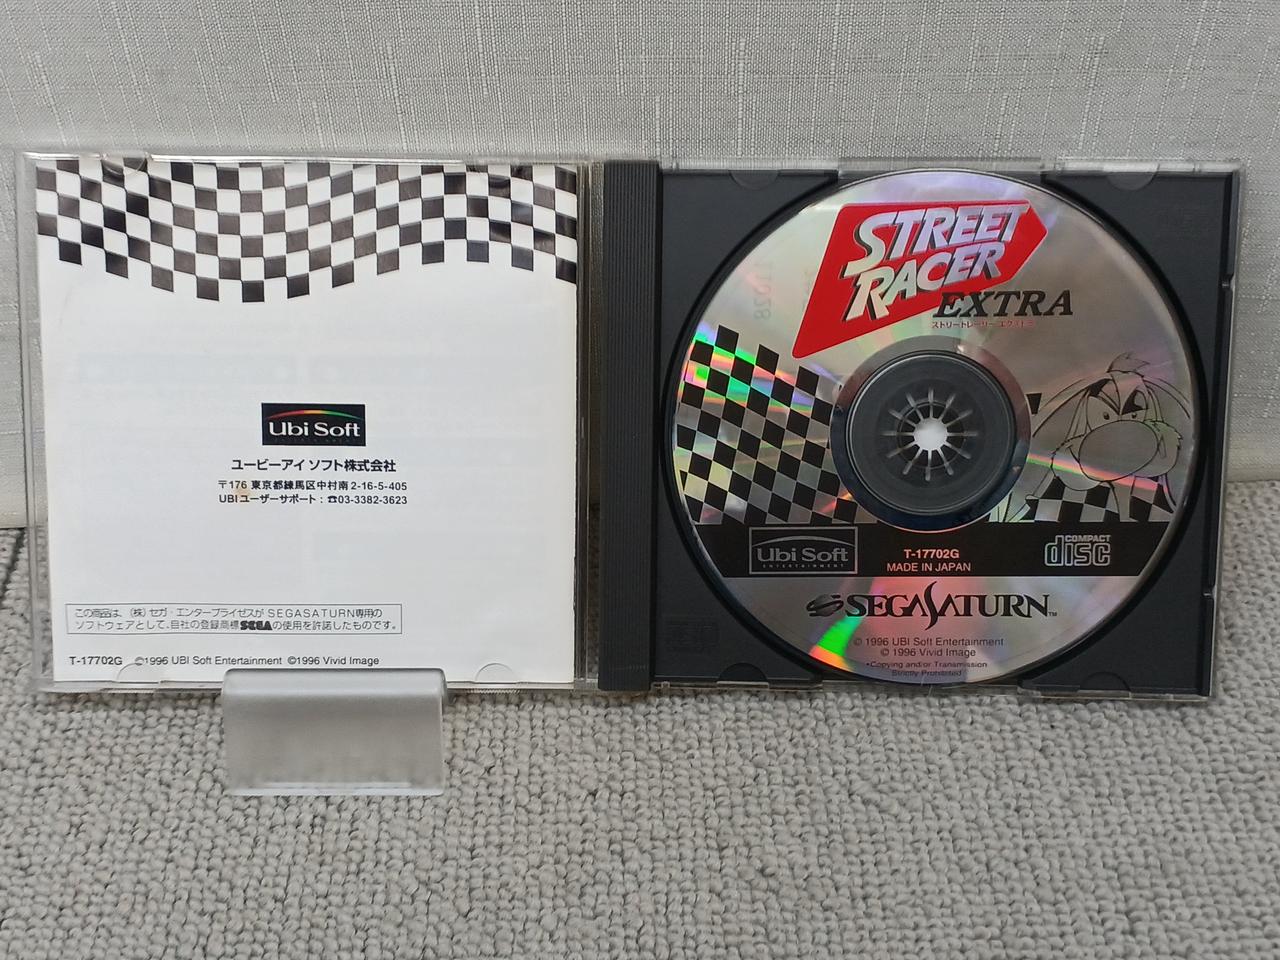 Ubi Soft
ENTERTAINMENT
ユービーアイ ソフト株式会社
〒176 東京都練馬区中村南2-16-5-405
UBIユーザーサポート：☎03-3382-3623
この商品は、(株)セガ・エンタープライゼスがSEGASATURN専用の
ソフトウェアとして、自社の登録商標SEGAの使用を許諾したものです。
T-17702G ©1996 UBI Soft Entertainment ©1996 Vivid Image
STREET
RACER
EXTRA
ストリートレーサー エクストラ
Ubi Soft
ENTERTAINMENT
T-17702G
MADE IN JAPAN
COMPACT
disc
SEGASATURN™
© 1996 UBI Soft Entertainment
© 1996 Vivid Image
•Copying and/or Transmission
Strictly Prohibited